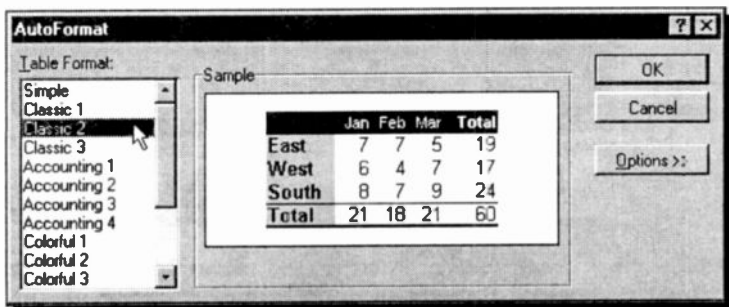 AutoFormat
Table Format:
Simple
Classic 1
Classic 2
Classic 3
Accounting 1
Accounting 2
Accounting 3
Accounting 4
Colorful 1
Colorful 2
Colorful 3
Sample
Jan Feb Mar Total
East 7 7 5 19
West 6 4 7 17
South 8 7 9 24
Total 21 18 21 60
OK
Cancel
Options >>